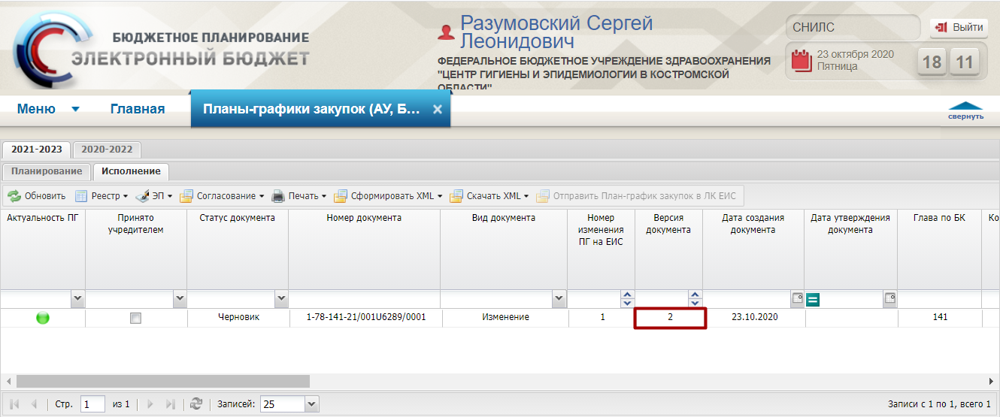 БЮДЖЕТНОЕ ПЛАНИРОВАНИЕ
ЭЛЕКТРОННЫЙ БЮДЖЕТ
Разумовский Сергей
Леонидович
ФЕДЕРАЛЬНОЕ БЮДЖЕТНОЕ УЧРЕЖДЕНИЕ ЗДРАВООХРАНЕНИЯ
"ЦЕНТР ГИГИЕНЫ И ЭПИДЕМИОЛОГИИ В КОСТРОМСКОЙ
ОБЛАСТИ"
СНИЛС
Выйти
23 октября 2020
Пятница
18 11
Меню Главная Планы-графики закупок (АУ, Б... ×
свернуть
2021-2023 2020-2022
Планирование Исполнение
Обновить Реестр ЭП Согласование Печать Сформировать XML Скачать XML Отправить План-график закупок в ЛК ЕИС
Актуальность ПГ Принято Статус документа Номер документа Вид документа Номер Версия Дата создания Дата утверждения Глава по БК Ко
учредителем изменения документа документа документа
ПГ на ЕИС
=
Черновик 1-78-141-21/001U6289/0001 Изменение 1 2 23.10.2020 141
Стр. 1 из 1 Записей: 25 Записи с 1 по 1, всего 1